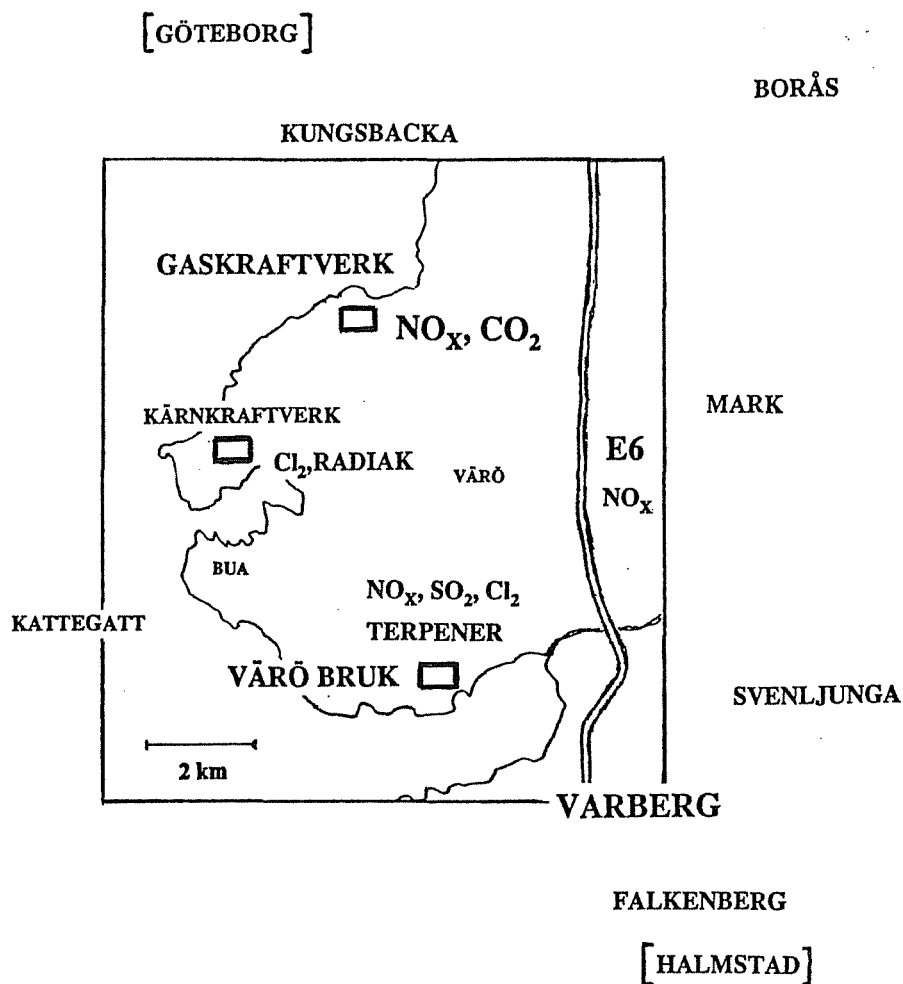 [GÖTEBORG]
BORÅS
KUNGSBACKA
GASKRAFTVERK
NOX, CO2
KÄRNKRAFTVERK
MARK
Cl2,RADIAK
VÄRÖ
E6
NOX
BUA
NOX, SO2, Cl2
TERPENER
KATTEGATT
VÄRÖ BRUK
SVENLJUNGA
2 km
VARBERG
FALKENBERG
[HALMSTAD]